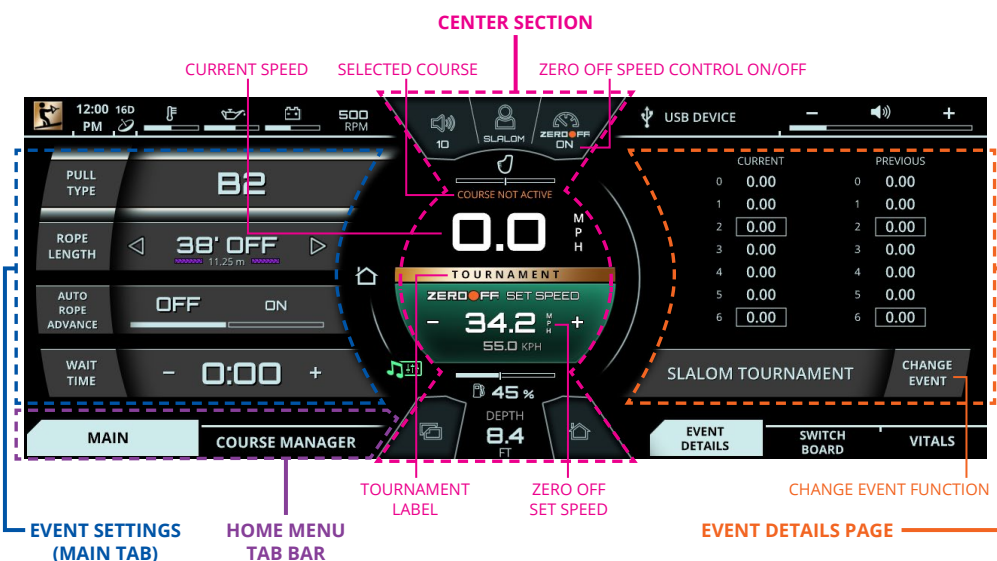 CENTER SECTION
CURRENT SPEED
SELECTED COURSE
ZERO OFF SPEED CONTROL ON/OFF
12:00 PM
16D
500 RPM
10
SLALOM
ZEROOFF
ON
USB DEVICE
−
+
PULL TYPE
B2
ROPE LENGTH
38' OFF
11.25 m
AUTO ROPE ADVANCE
OFF
ON
WAIT TIME
−
0:00
+
MAIN
COURSE MANAGER
COURSE NOT ACTIVE
0.0
MPH
TOURNAMENT
ZEROOFF SET SPEED
−
34.2
MPH
+
55.0 KPH
45 %
DEPTH
8.4
FT
CURRENT
PREVIOUS
0 0.00 0 0.00
1 0.00 1 0.00
2 0.00 2 0.00
3 0.00 3 0.00
4 0.00 4 0.00
5 0.00 5 0.00
6 0.00 6 0.00
SLALOM TOURNAMENT
CHANGE EVENT
EVENT DETAILS
SWITCH BOARD
VITALS
TOURNAMENT
LABEL
ZERO OFF
SET SPEED
CHANGE EVENT FUNCTION
EVENT SETTINGS
(MAIN TAB)
HOME MENU
TAB BAR
EVENT DETAILS PAGE